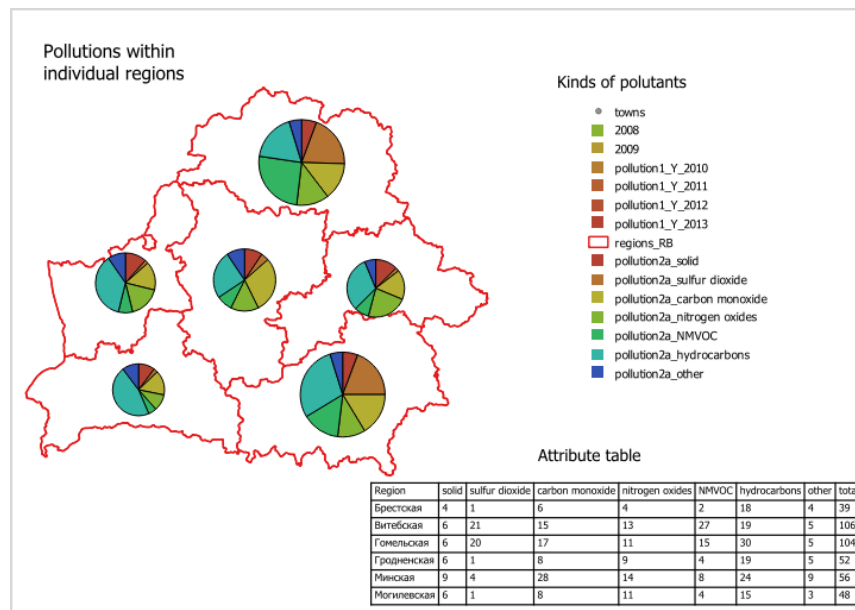 Pollutions within
individual regions
Kinds of polutants
towns
2008
2009
pollution1_Y_2010
pollution1_Y_2011
pollution1_Y_2012
pollution1_Y_2013
regions_RB
pollution2a_solid
pollution2a_sulfur dioxide
pollution2a_carbon monoxide
pollution2a_nitrogen oxides
pollution2a_NMVOC
pollution2a_hydrocarbons
pollution2a_other
Attribute table
Region solid sulfur dioxide carbon monoxide nitrogen oxides NMVOC hydrocarbons other tota
Брестская 4 1 6 4 2 18 4 39
Витебская 6 21 15 13 27 19 5 106
Гомельская 6 20 17 11 15 30 5 104
Гродненская 6 1 8 9 4 19 5 52
Минская 9 4 28 14 8 24 9 56
Могилевская 6 1 8 11 4 15 3 48